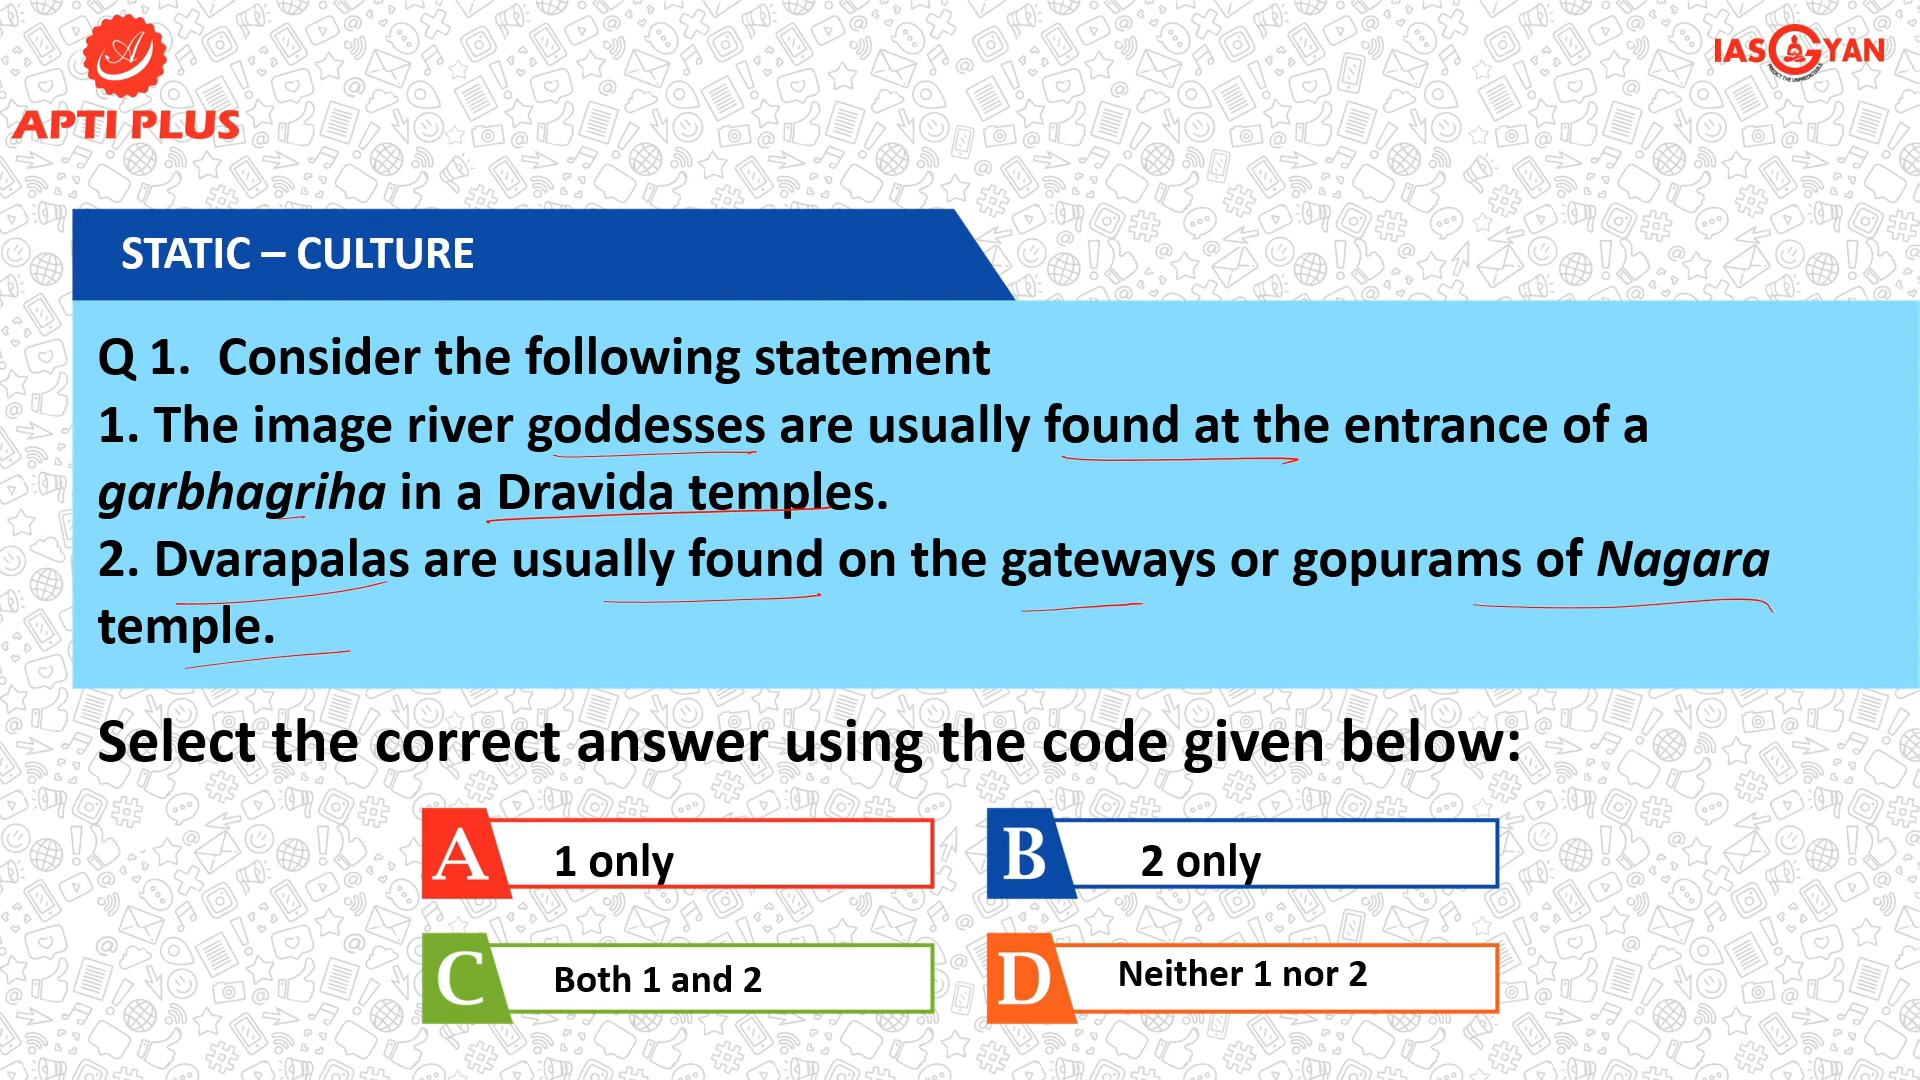 APTI PLUS
IAS GYAN
STATIC – CULTURE
Q 1. Consider the following statement
1. The image river goddesses are usually found at the entrance of a
garbhagriha in a Dravida temples.
2. Dvarapalas are usually found on the gateways or gopurams of Nagara
temple.
Select the correct answer using the code given below:
A 1 only
B 2 only
C Both 1 and 2
D Neither 1 nor 2